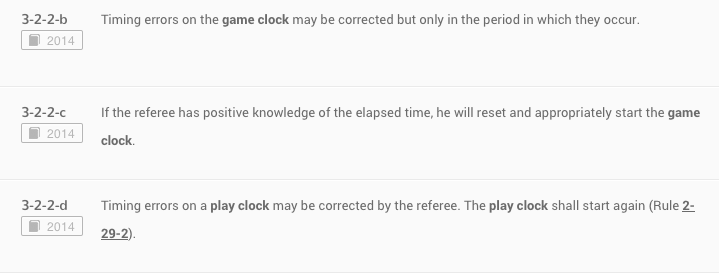 3-2-2-b Timing errors on the game clock may be corrected but only in the period in which they occur.
2014
3-2-2-c If the referee has positive knowledge of the elapsed time, he will reset and appropriately start the game
2014 clock.
3-2-2-d Timing errors on a play clock may be corrected by the referee. The play clock shall start again (Rule 2-
2014 29-2).